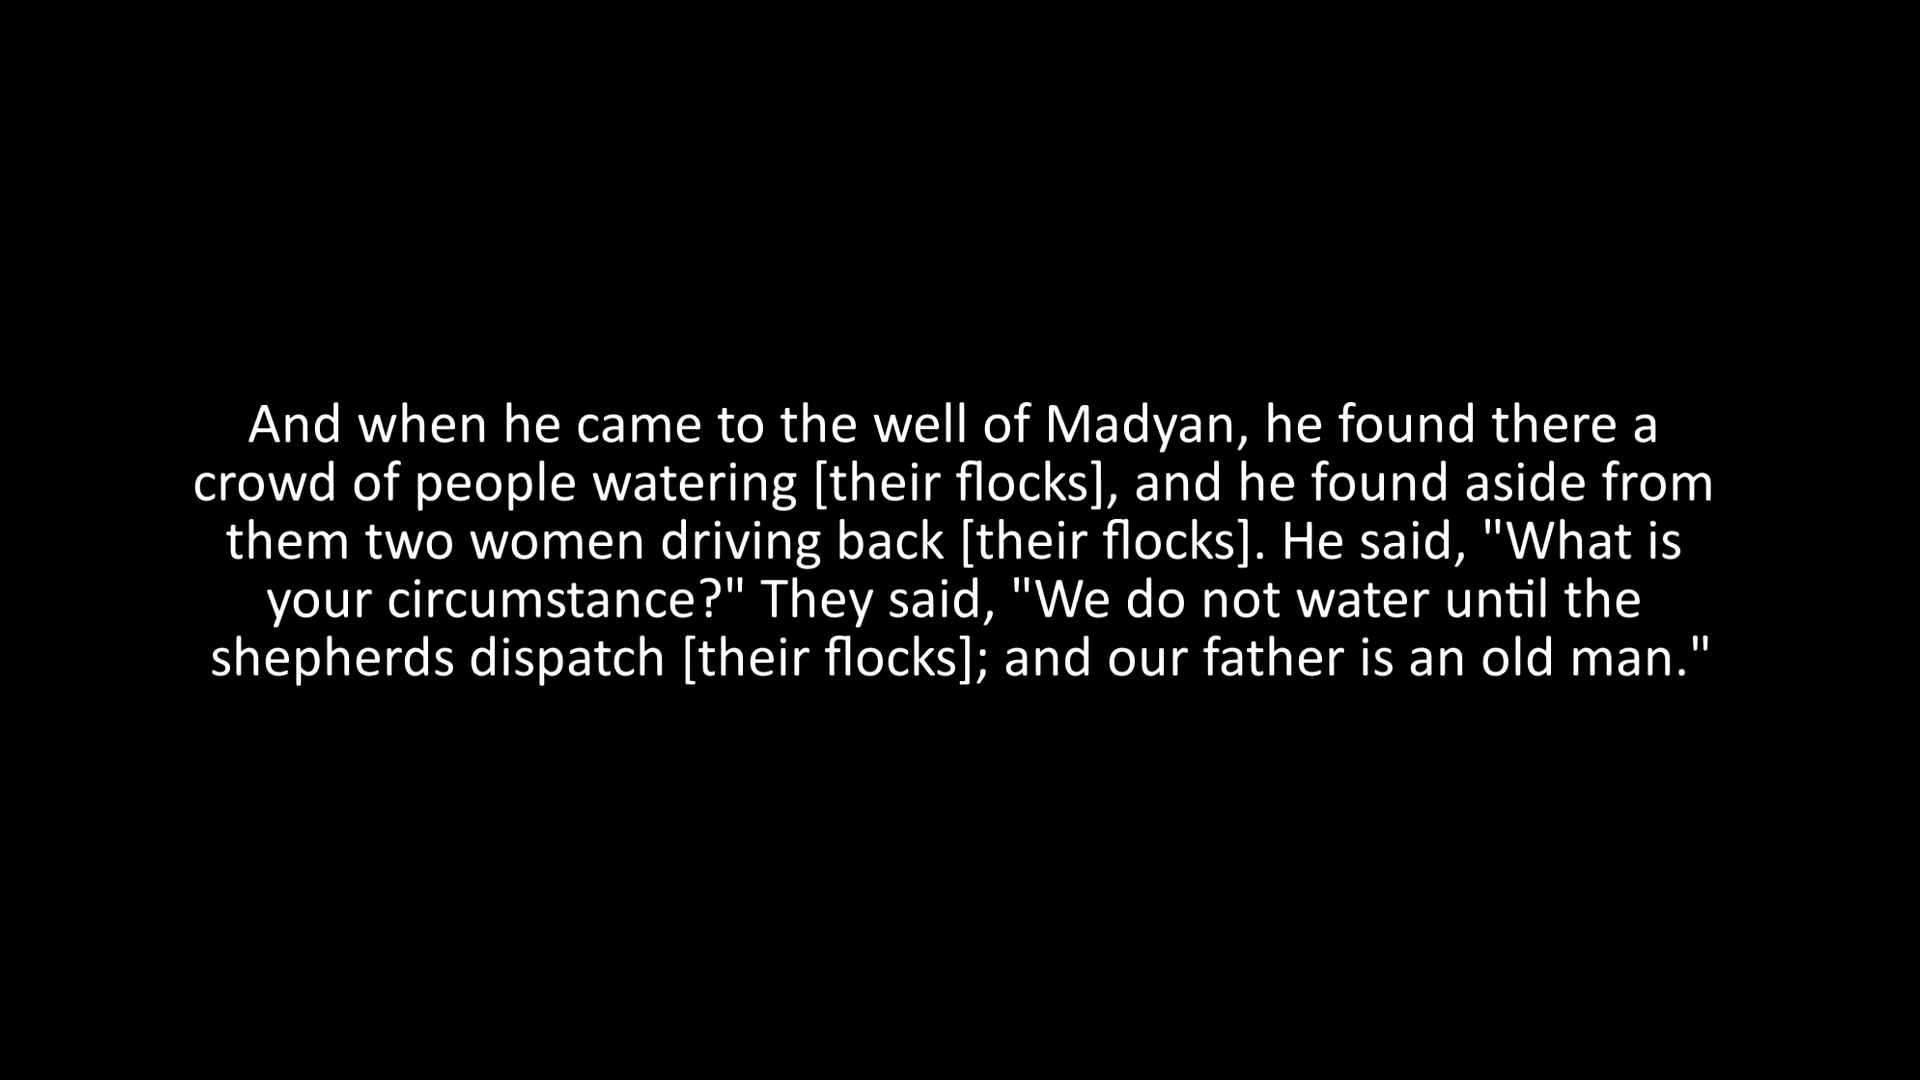 And when he came to the well of Madyan, he found there a
crowd of people watering [their flocks], and he found aside from
them two women driving back [their flocks]. He said, "What is
your circumstance?" They said, "We do not water until the
shepherds dispatch [their flocks]; and our father is an old man."